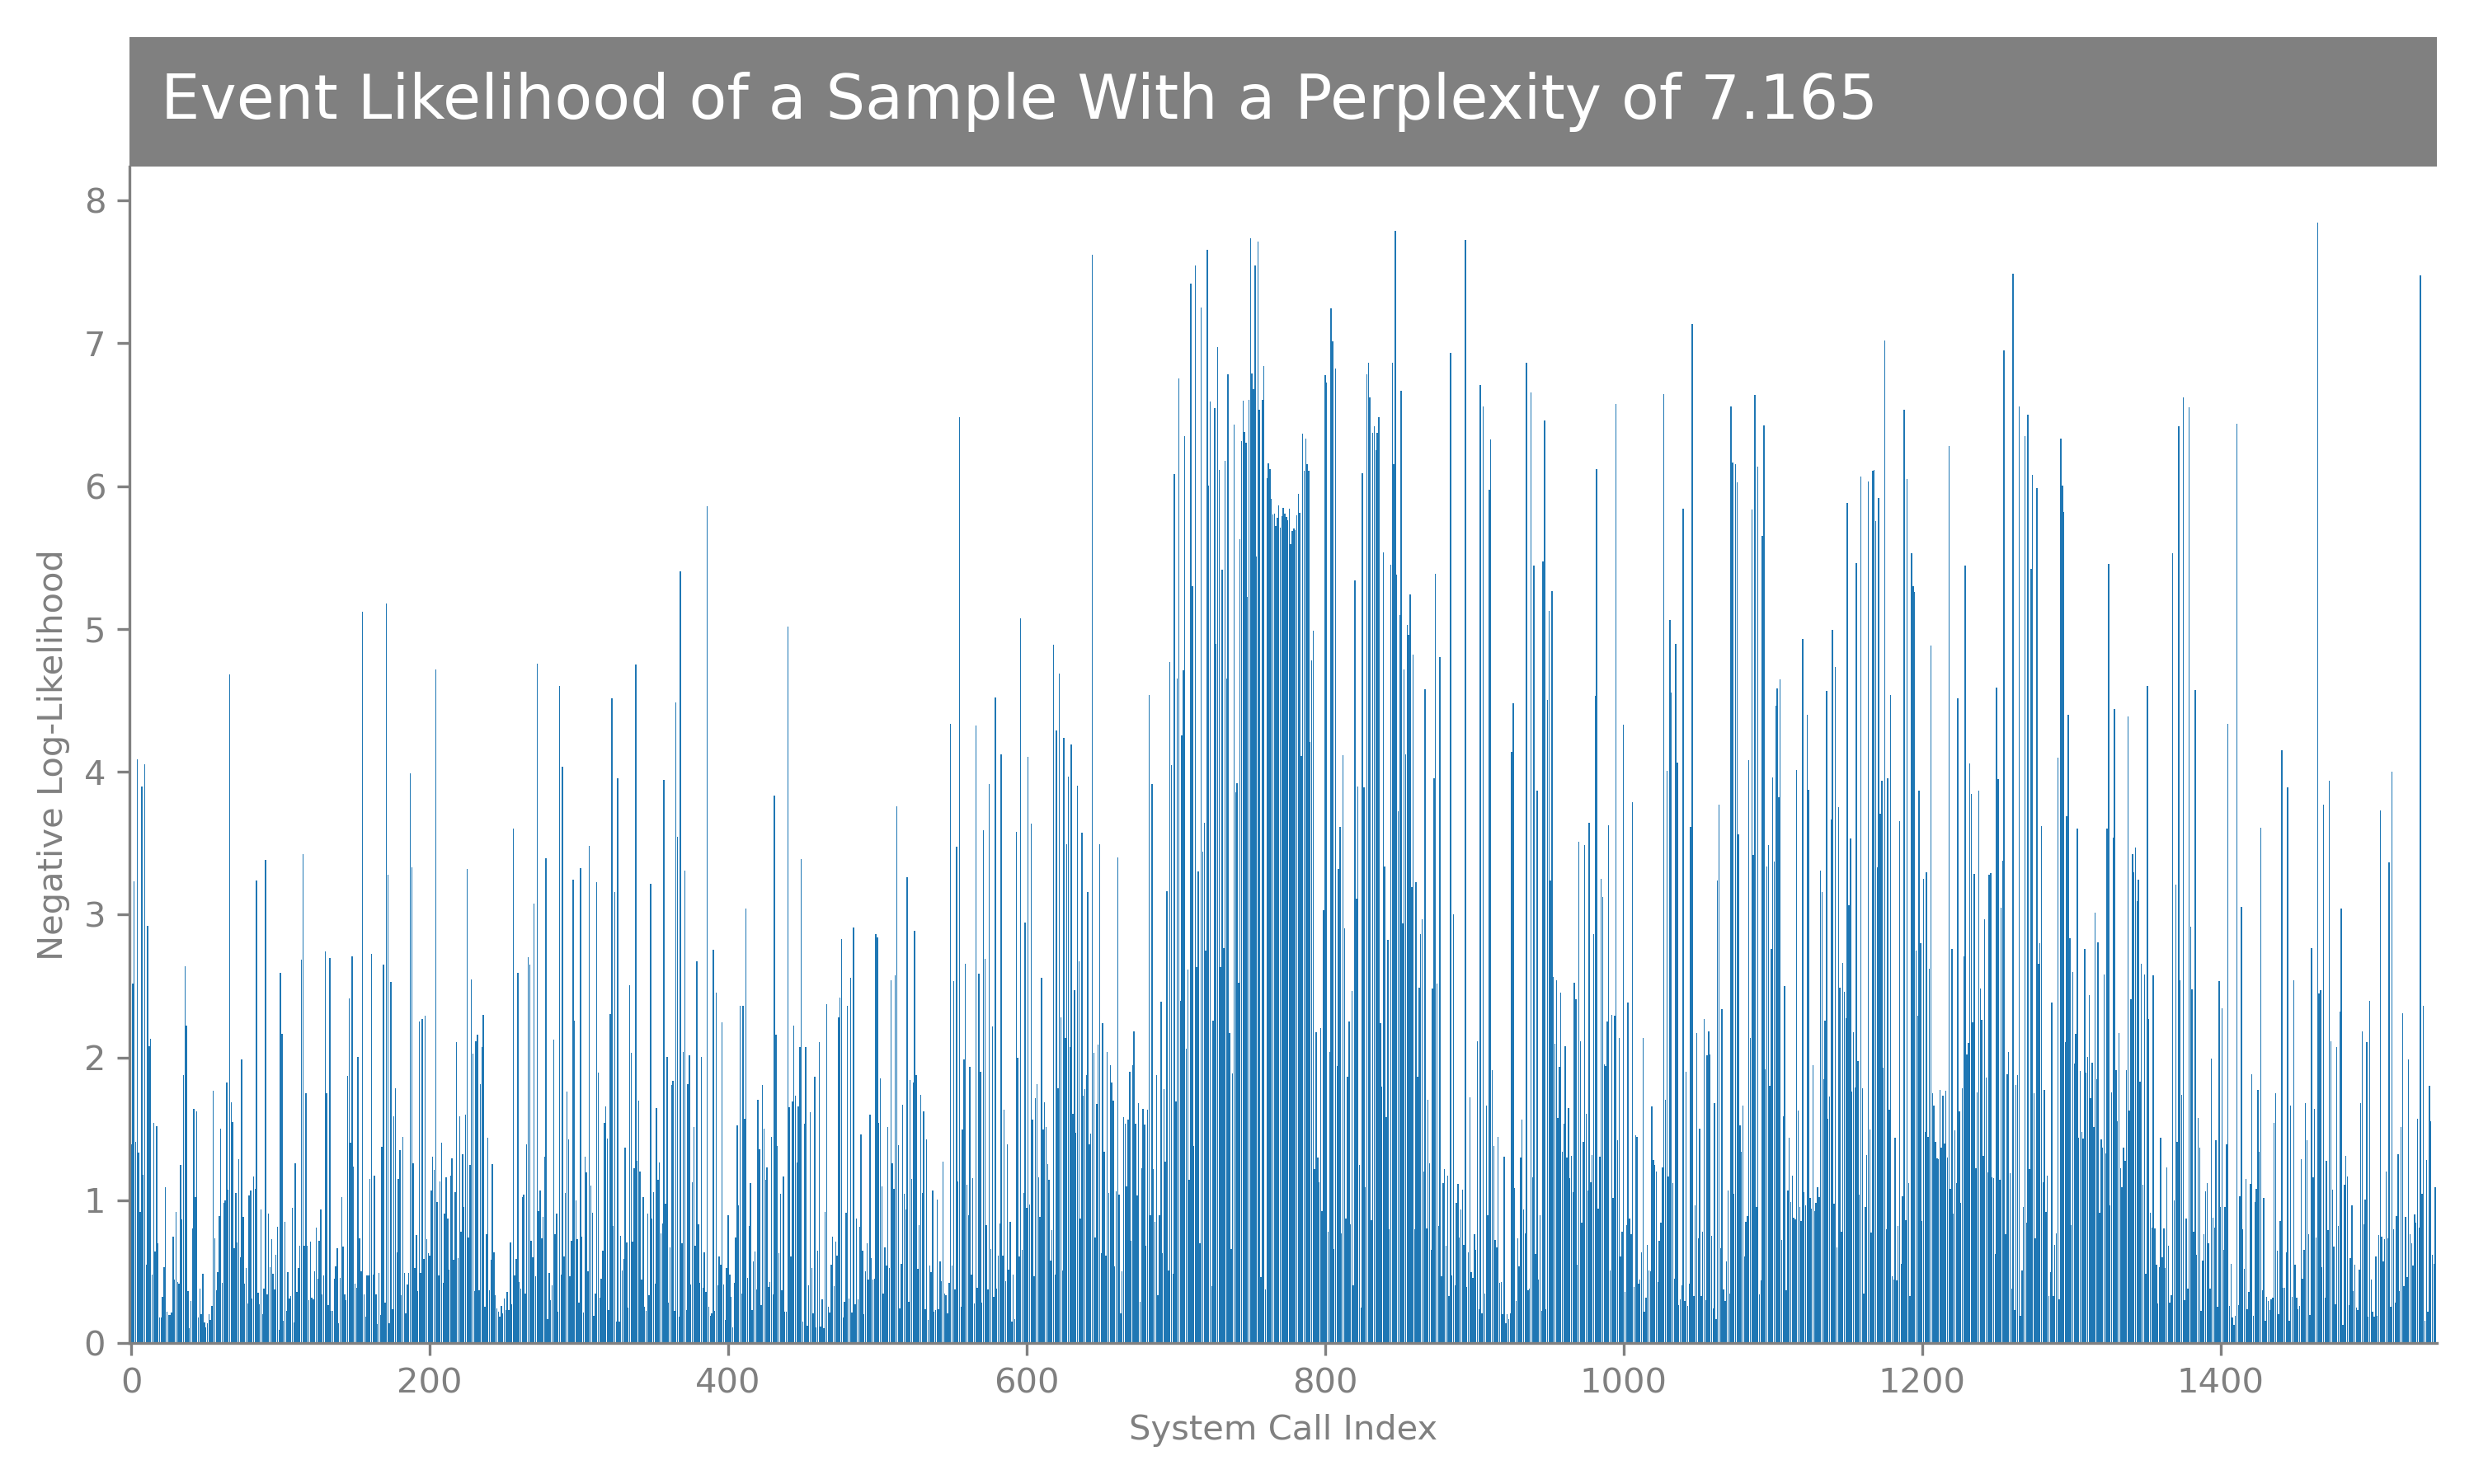 Event Likelihood of a Sample With a Perplexity of 7.165
8
7
6
5
4
3
2
1
0
Negative Log-Likelihood
0 200 400 600 800 1000 1200 1400
System Call Index